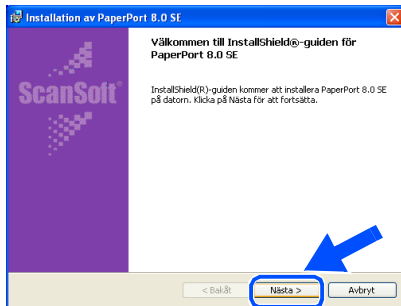 Installation av PaperPort 8.0 SE
Välkommen till InstallShield®-guiden för
PaperPort 8.0 SE
ScanSoft®
InstallShield(R)-guiden kommer att installera PaperPort 8.0 SE
på datorn. Klicka på Nästa för att fortsätta.
< Bakåt
Nästa >
Avbryt